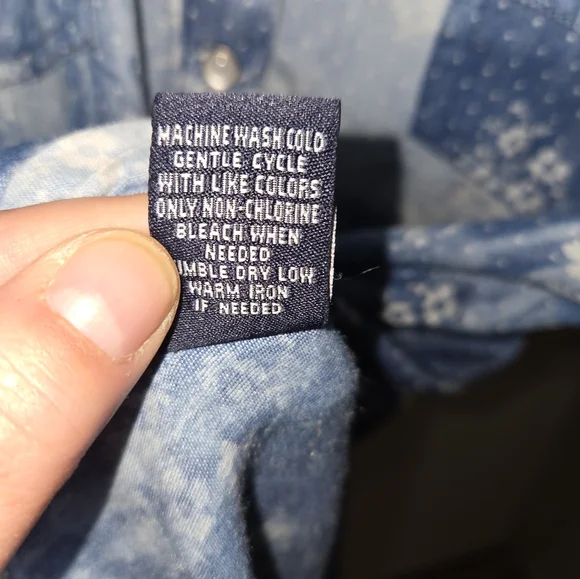 MACHINE WASH COLD
GENTLE CYCLE
WITH LIKE COLORS
ONLY NON-CHLORINE
BLEACH WHEN
NEEDED
UMBLE DRY LOW
WARM IRON
IF NEEDED